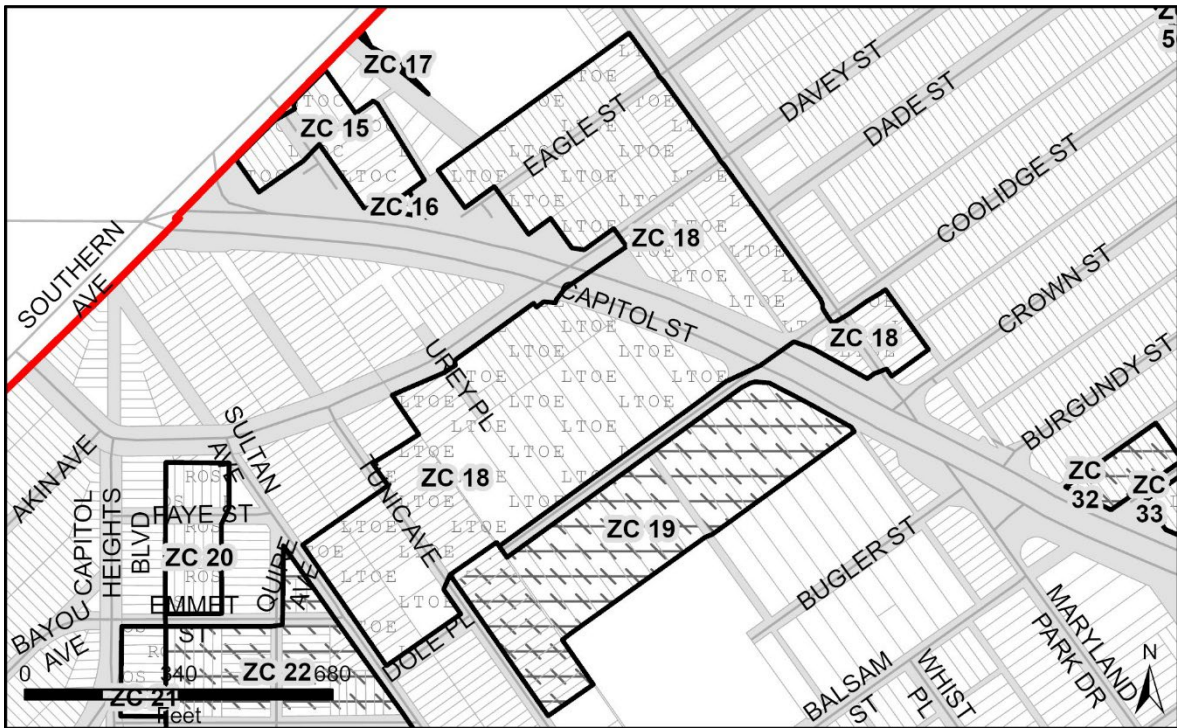 ZC
50
ZC 17
DAVEY ST
LTOE
LTOC
ZC 15
EAGLE ST
DADE ST
ZC 16
COOLIDGE ST
ZC 18
SOUTHERN
AVE
CAPITOL ST
CROWN ST
ZC 18
UREY PL
BURGUNDY ST
SULTAN
AVE
AKIN AVE
TUNIC AVE
ZC 18
ZC
32
ZC
33
ROS
CAPITOL
HEIGHTS
BLVD
FAYE ST
ZC 19
ZC 20
BUGLER ST
EMMET
ST
BAYOU
AVE
DOLE PL
MARYLAND
PARK DR
BALSAM
ST
WHIST
PL
N
0
340
680
ZC 22
ZC 21
Feet